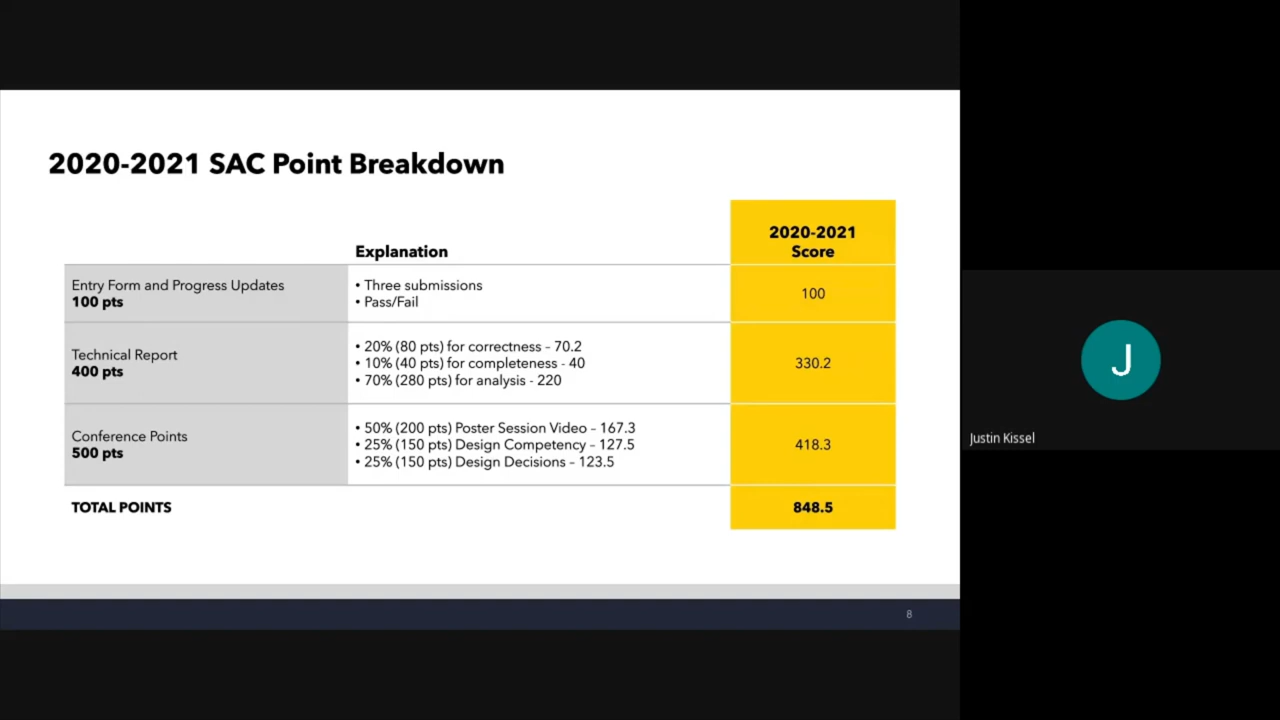 2020-2021 SAC Point Breakdown
Explanation
2020-2021
Score
Entry Form and Progress Updates
100 pts
• Three submissions
• Pass/Fail
100
Technical Report
400 pts
• 20% (80 pts) for correctness – 70.2
• 10% (40 pts) for completeness - 40
• 70% (280 pts) for analysis - 220
330.2
Conference Points
500 pts
• 50% (200 pts) Poster Session Video – 167.3
• 25% (150 pts) Design Competency – 127.5
• 25% (150 pts) Design Decisions – 123.5
418.3
TOTAL POINTS
848.5
8
J
Justin Kissel